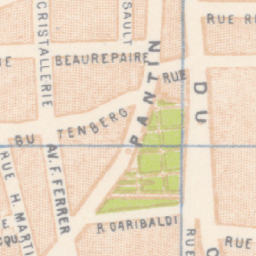 CRISTALLERIE
SAULT
RUE
BEAUREPAIRE
RUE
PANTIN
DU
BU TENBERG
AV. F. FERRER
RUE H. MARTI
R. GARIBALDI
RUE
RUE